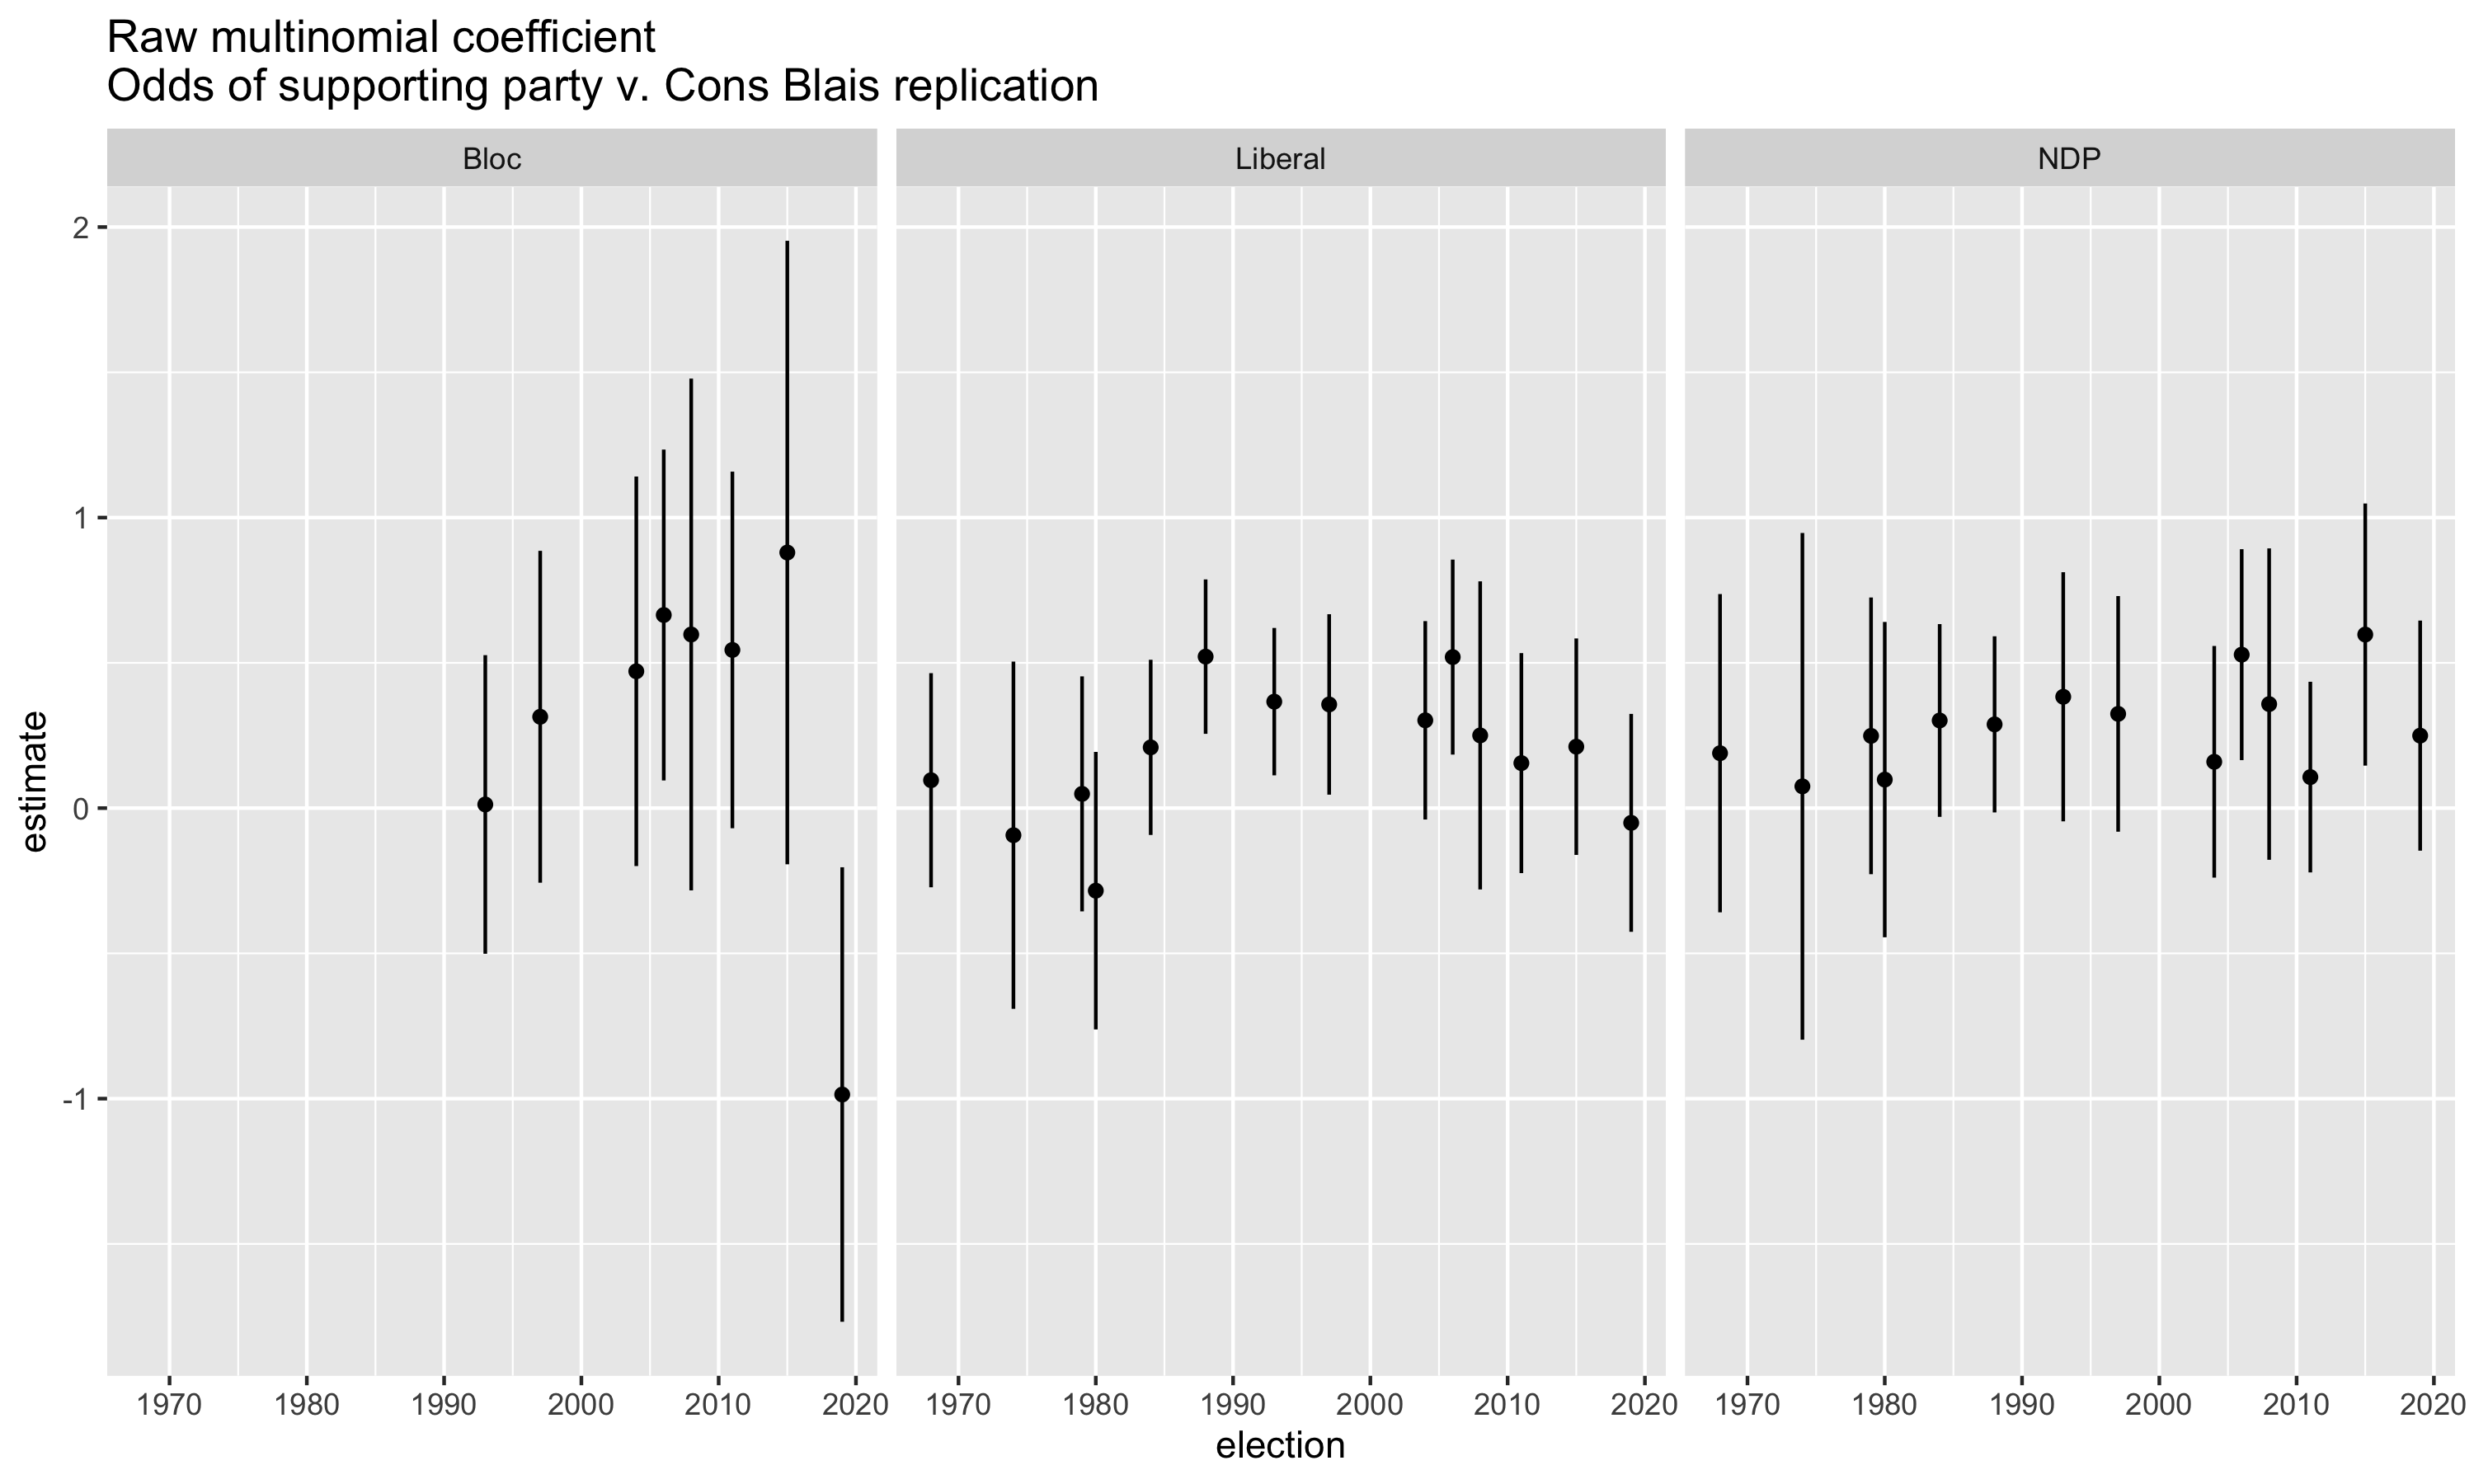 Raw multinomial coefficient
Odds of supporting party v. Cons Blais replication
Bloc
Liberal
NDP
estimate
2
1
0
-1
1970 1980 1990 2000 2010 2020
1970 1980 1990 2000 2010 2020
1970 1980 1990 2000 2010 2020
election